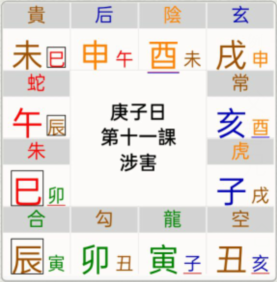 貴 后 陰 玄
未 巳 申 午 酉 未 戌 申
蛇 常
午 辰 亥 酉
庚子日
第十一課
涉害
朱 虎
巳 卯 子 戌
合 勾 龍 空
辰 寅 卯 丑 寅 子 丑 亥